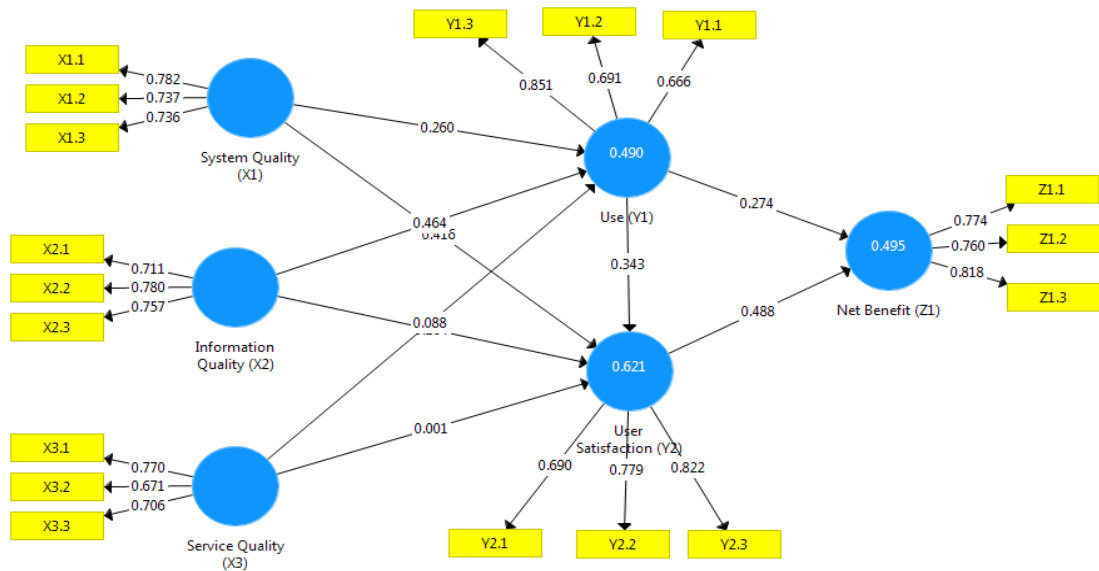 Y1.3
Y1.2
Y1.1
X1.1
0.782
X1.2
0.737
X1.3
0.736
System Quality
(X1)
0.851
0.691
0.666
0.260
0.490
Use (Y1)
0.464
0.416
0.274
Z1.1
0.774
Z1.2
0.760
Z1.3
0.818
0.495
Net Benefit (Z1)
X2.1
0.711
X2.2
0.780
X2.3
0.757
Information
Quality (X2)
0.343
0.088
0.488
0.621
User
Satisfaction (Y2)
0.001
X3.1
0.770
X3.2
0.671
X3.3
0.706
Service Quality
(X3)
0.690
0.779
0.822
Y2.1
Y2.2
Y2.3